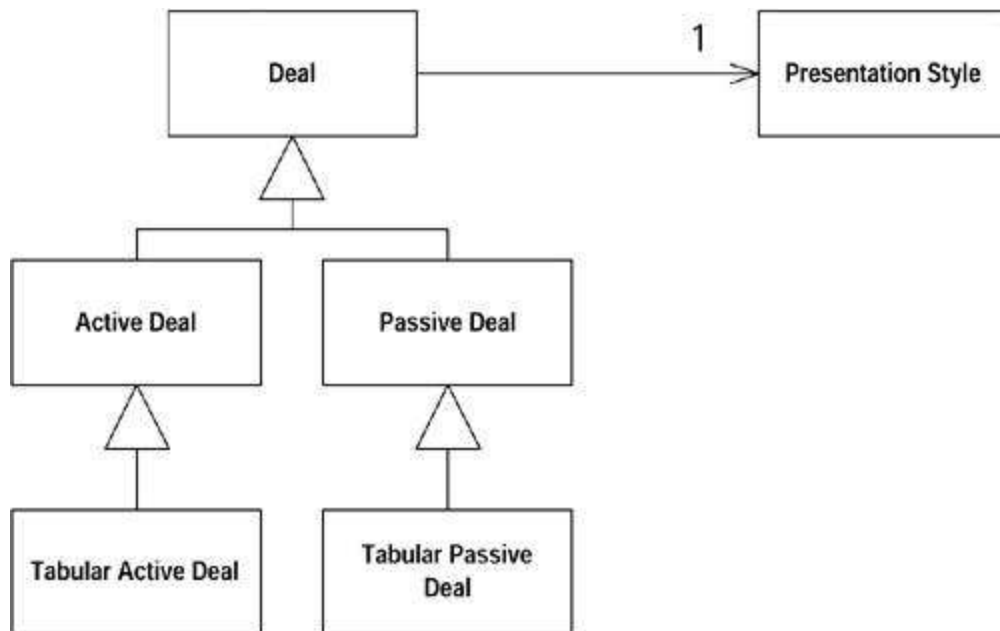 Deal
1
Presentation Style
Active Deal
Passive Deal
Tabular Active Deal
Tabular Passive
Deal